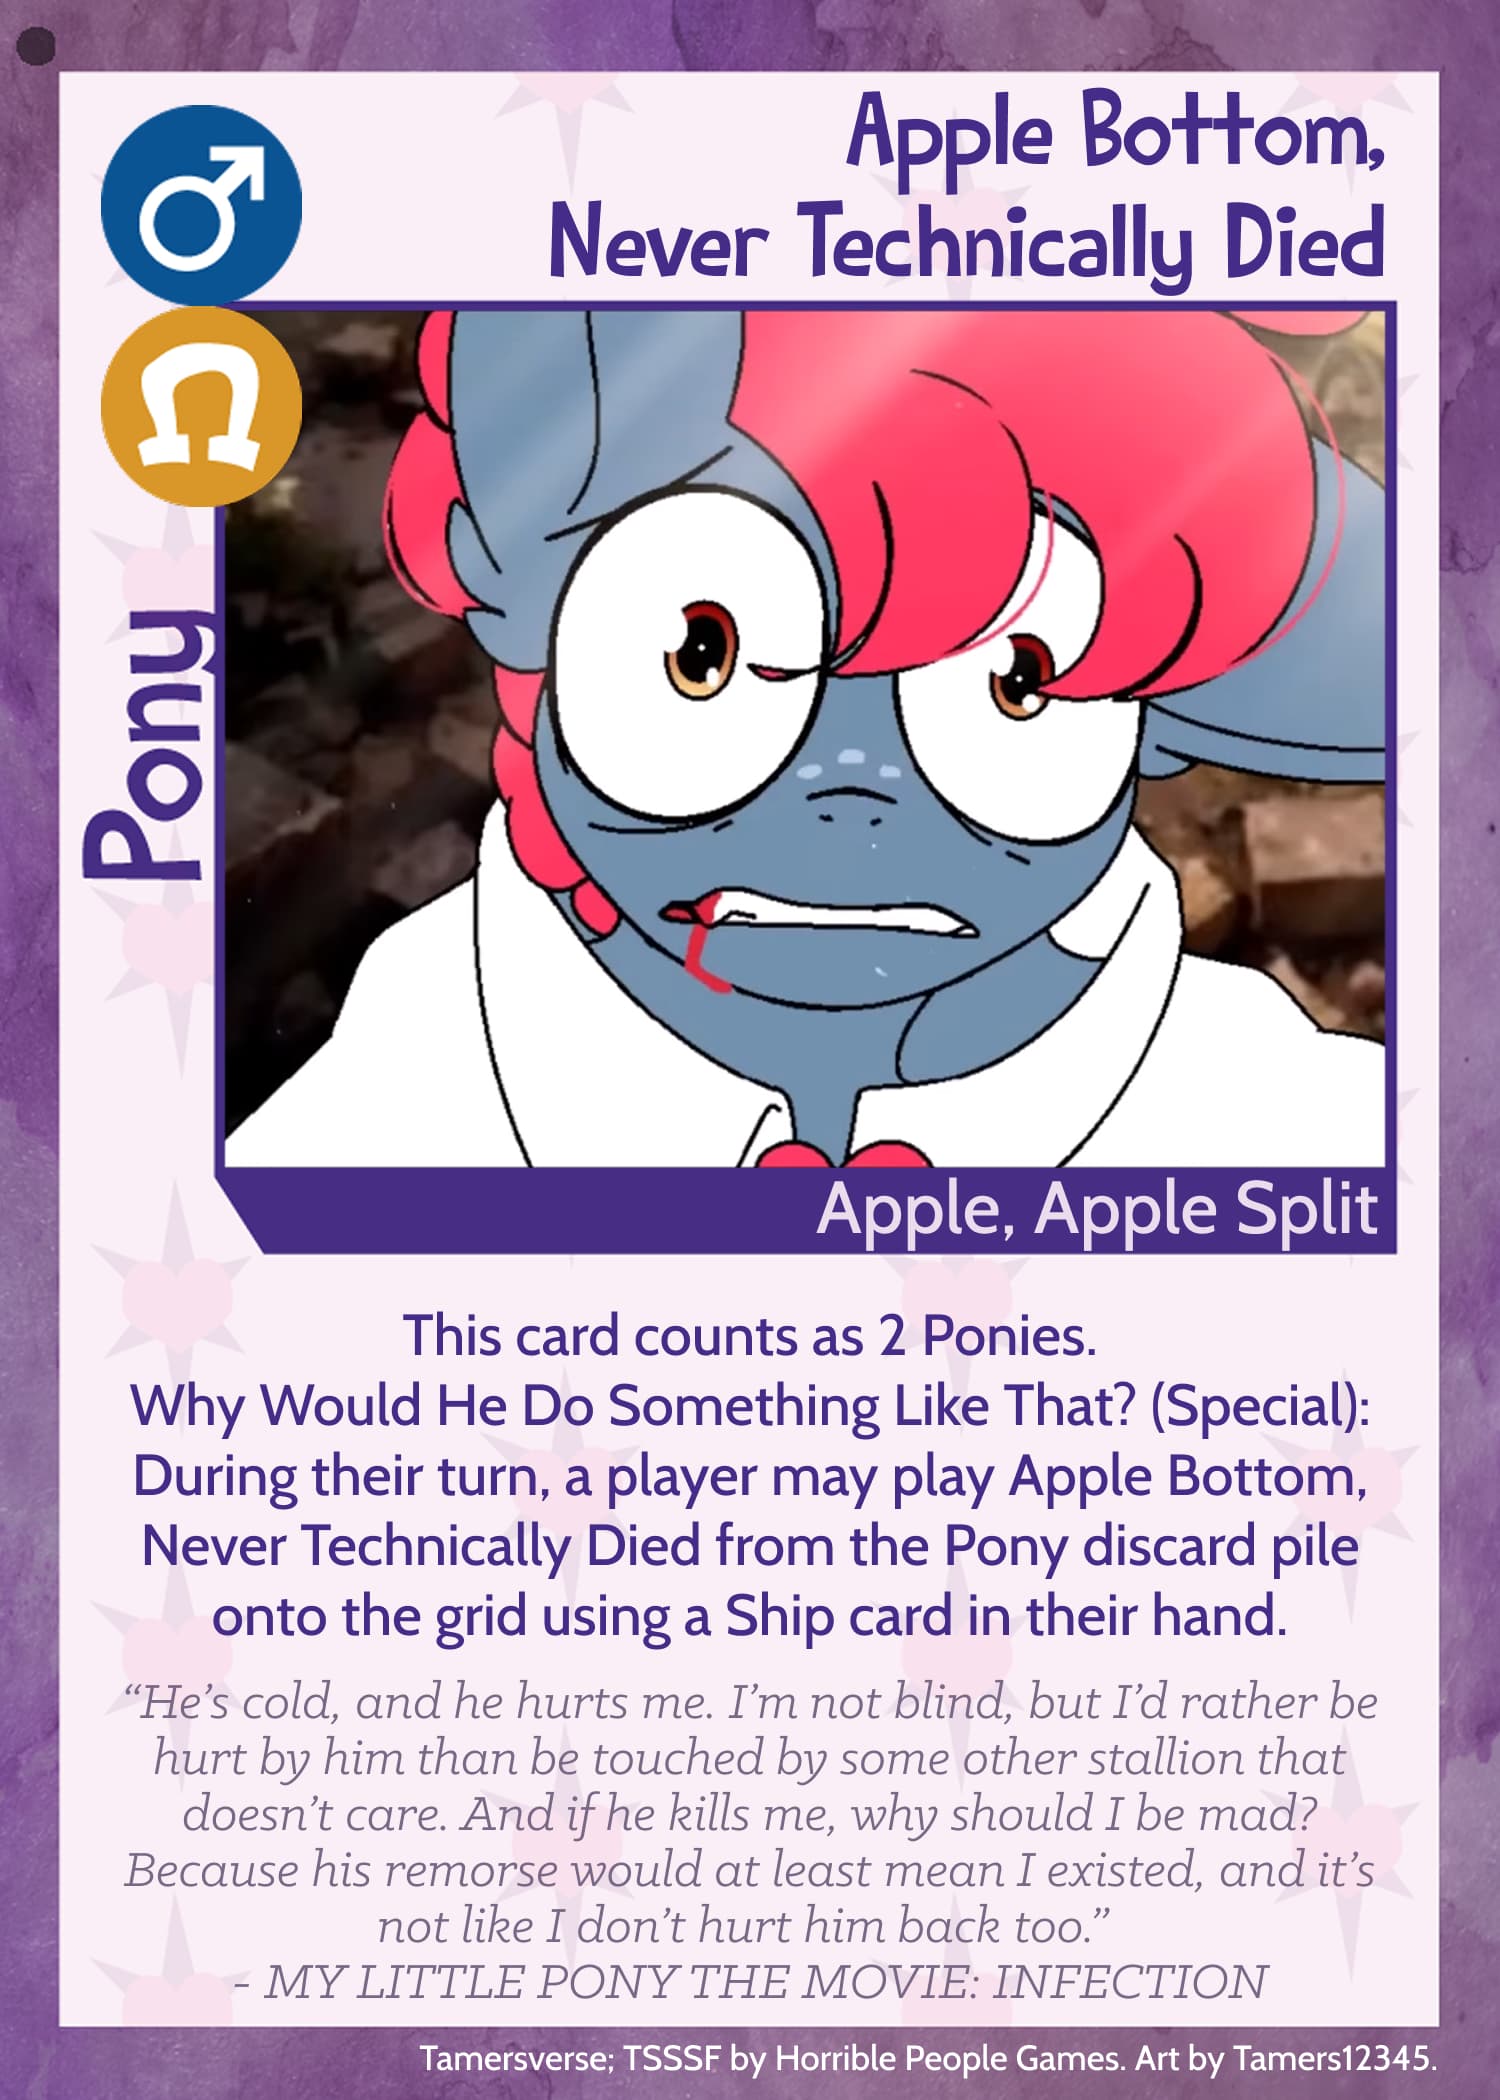 Apple Bottom,
Never Technically Died
Pony
Apple, Apple Split
This card counts as 2 Ponies.
Why Would He Do Something Like That? (Special):
During their turn, a player may play Apple Bottom,
Never Technically Died from the Pony discard pile
onto the grid using a Ship card in their hand.
“He’s cold, and he hurts me. I’m not blind, but I’d rather be
hurt by him than be touched by some other stallion that
doesn’t care. And if he kills me, why should I be mad?
Because his remorse would at least mean I existed, and it’s
not like I don’t hurt him back too.”
- MY LITTLE PONY THE MOVIE: INFECTION
Tamersverse; TSSSF by Horrible People Games. Art by Tamers12345.